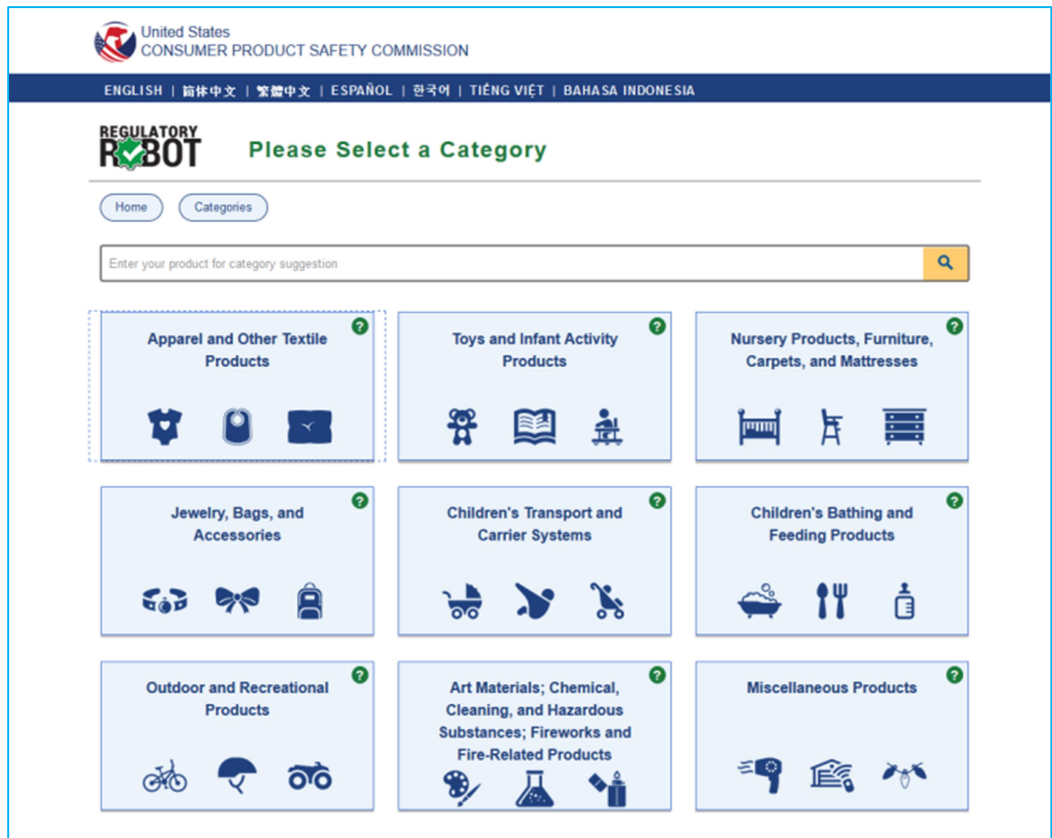 United States
CONSUMER PRODUCT SAFETY COMMISSION
ENGLISH | 简体中文 | 繁體中文 | ESPAÑOL | 한국어 | TIẾNG VIỆT | BAHASA INDONESIA
REGULATORY
ROBOT
Please Select a Category
Home
Categories
Enter your product for category suggestion
Apparel and Other Textile
Products
?
Toys and Infant Activity
Products
?
Nursery Products, Furniture,
Carpets, and Mattresses
?
Jewelry, Bags, and
Accessories
?
Children's Transport and
Carrier Systems
?
Children's Bathing and
Feeding Products
?
Outdoor and Recreational
Products
?
Art Materials; Chemical,
Cleaning, and Hazardous
Substances; Fireworks and
Fire-Related Products
?
Miscellaneous Products
?